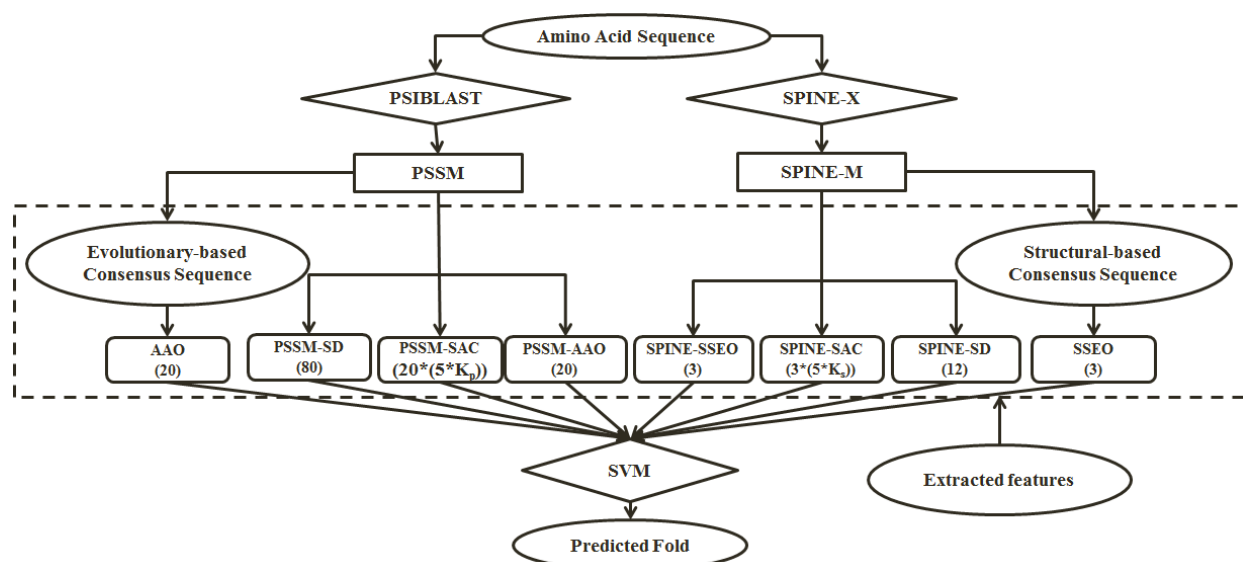 Amino Acid Sequence
PSIBLAST
SPINE-X
PSSM
SPINE-M
Evolutionary-based
Consensus Sequence
Structural-based
Consensus Sequence
AAO
(20)
PSSM-SD
(80)
PSSM-SAC
(20*(5*Kp))
PSSM-AAO
(20)
SPINE-SSEO
(3)
SPINE-SAC
(3*(5*Ks))
SPINE-SD
(12)
SSEO
(3)
SVM
Extracted features
Predicted Fold